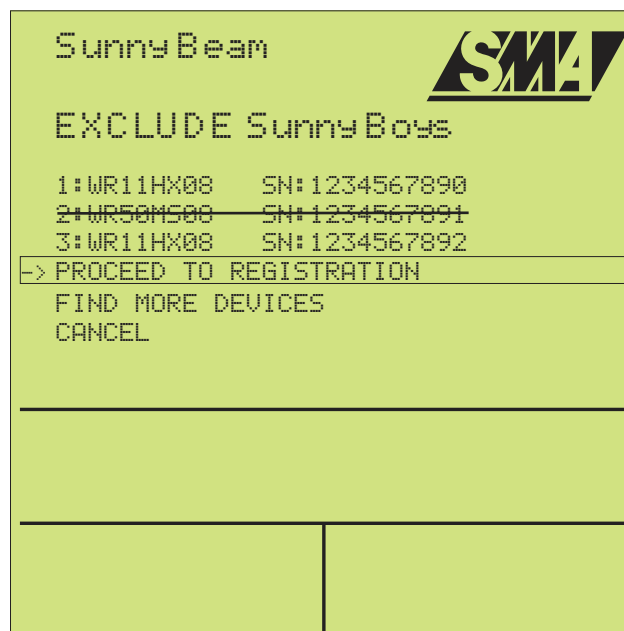 Sunny Beam
SMA
EXCLUDE Sunny Boys
1:WR11HX08 SN:1234567890
2:WR50MS08 SN:1234567891
3:WR11HX08 SN:1234567892
-> PROCEED TO REGISTRATION
FIND MORE DEVICES
CANCEL